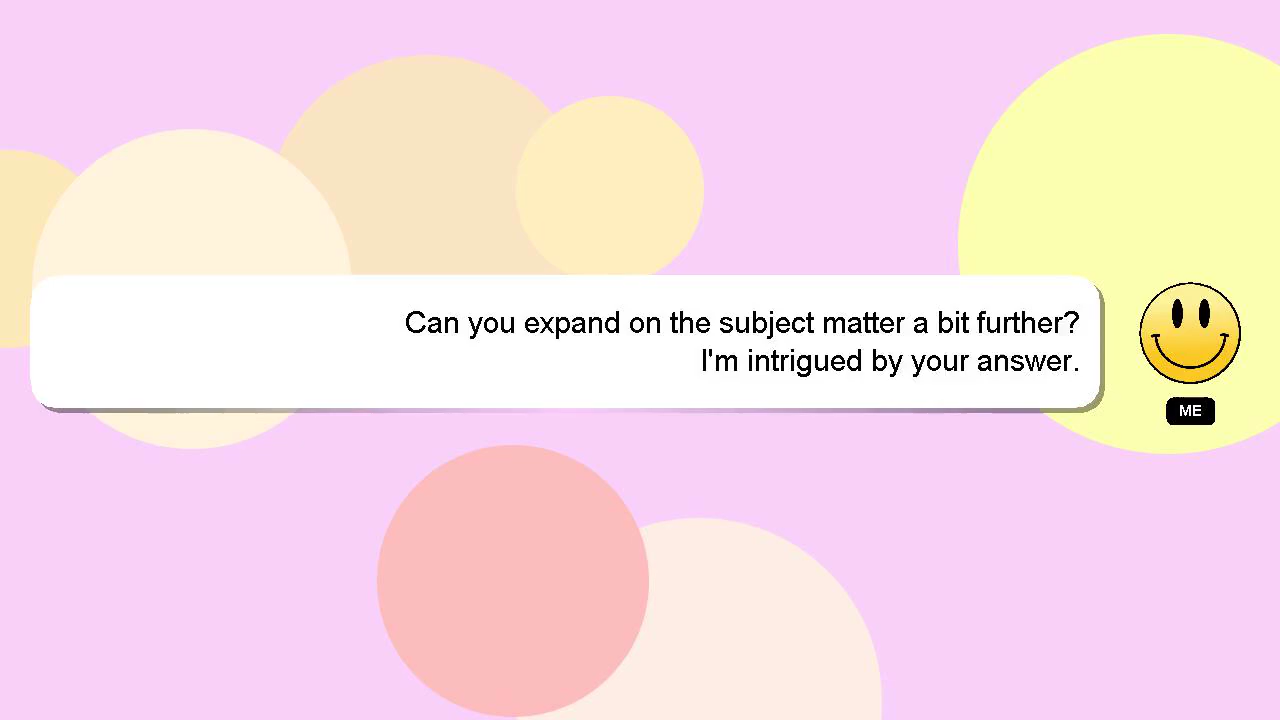 Can you expand on the subject matter a bit further?
I'm intrigued by your answer.
ME